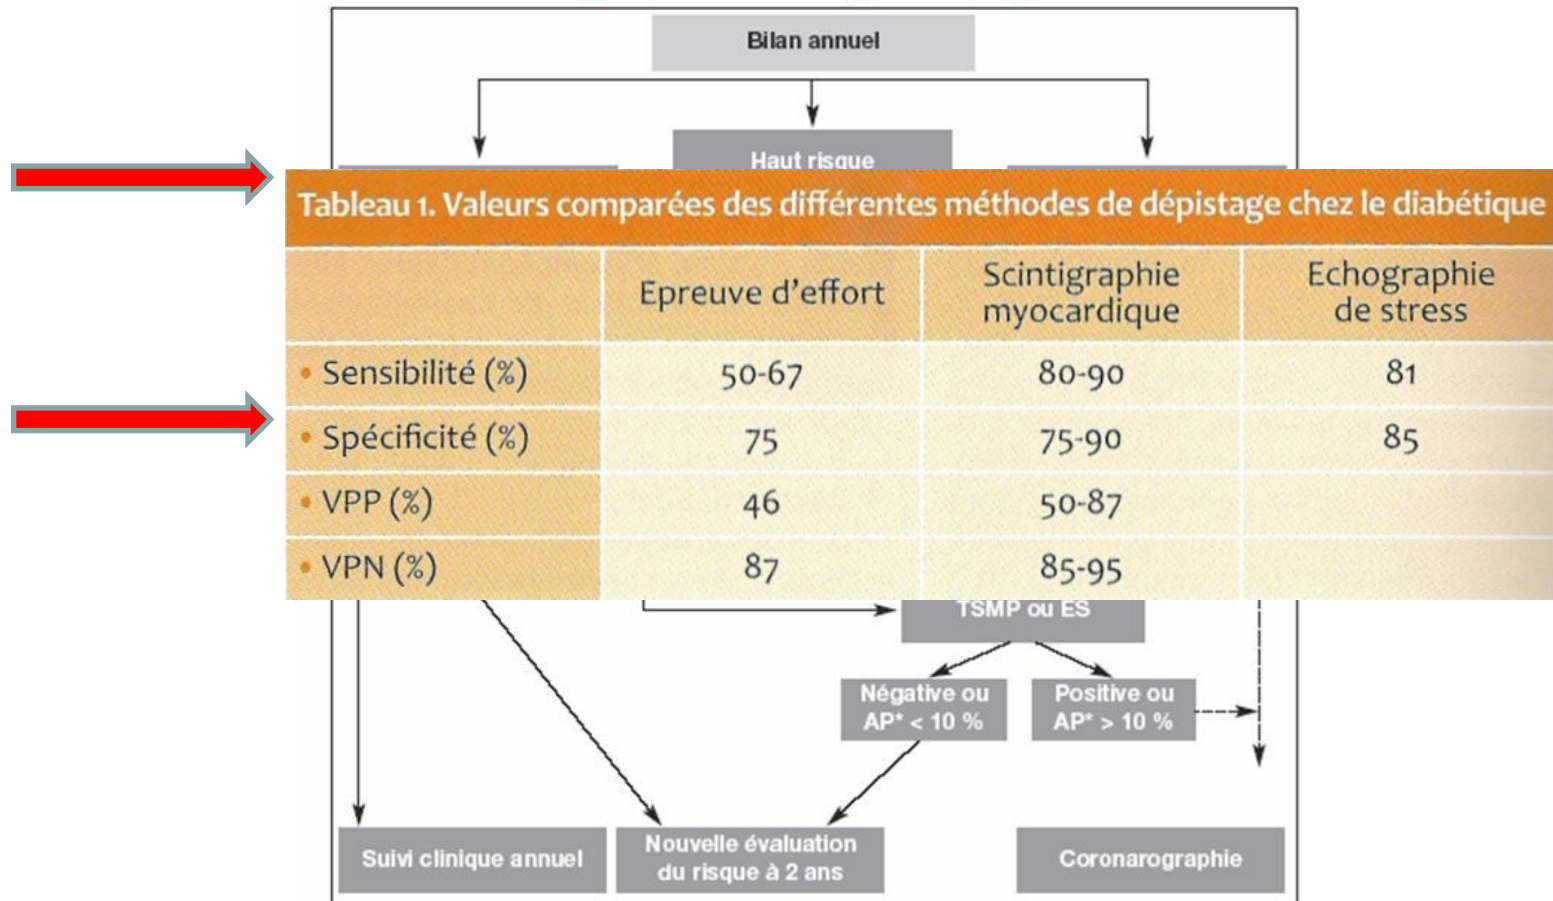 Bilan annuel
Haut risque
Tableau 1. Valeurs comparées des différentes méthodes de dépistage chez le diabétique
Epreuve d'effort
Scintigraphie
myocardique
Echographie
de stress
• Sensibilité (%) 50-67 80-90 81
• Spécificité (%) 75 75-90 85
• VPP (%) 46 50-87
• VPN (%) 87 85-95
TSMP ou ES
Négative ou
AP* < 10 %
Positive ou
AP* > 10 %
Suivi clinique annuel
Nouvelle évaluation
du risque à 2 ans
Coronarographie